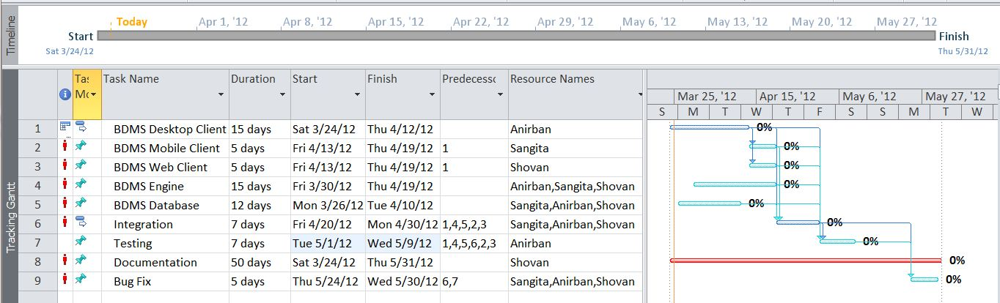 Timeline
Today
Apr 1, '12 Apr 8, '12 Apr 15, '12 Apr 22, '12 Apr 29, '12 May 6, '12 May 13, '12 May 20, '12 May 27, '12
Start
Sat 3/24/12
Finish
Thu 5/31/12
Tracking Gantt
Tas Mo Task Name Duration Start Finish Predecesso Resource Names
Mar 25, '12 Apr 15, '12 May 6, '12 May 27, '12
S M T W T F S S M T W
1 BDMS Desktop Client 15 days Sat 3/24/12 Thu 4/12/12 Anirban 0%
2 BDMS Mobile Client 5 days Fri 4/13/12 Thu 4/19/12 1 Sangita 0%
3 BDMS Web Client 5 days Fri 4/13/12 Thu 4/19/12 1 Shovan 0%
4 BDMS Engine 15 days Fri 3/30/12 Thu 4/19/12 Anirban,Sangita,Shovan 0%
5 BDMS Database 12 days Mon 3/26/12 Tue 4/10/12 Sangita,Anirban,Shovan 0%
6 Integration 7 days Fri 4/20/12 Mon 4/30/12 1,4,5,2,3 Sangita,Anirban,Shovan 0%
7 Testing 7 days Tue 5/1/12 Wed 5/9/12 1,4,5,6,2,3 Anirban 0%
8 Documentation 50 days Sat 3/24/12 Thu 5/31/12 Shovan 0%
9 Bug Fix 5 days Thu 5/24/12 Wed 5/30/12 6,7 Sangita,Anirban,Shovan 0%